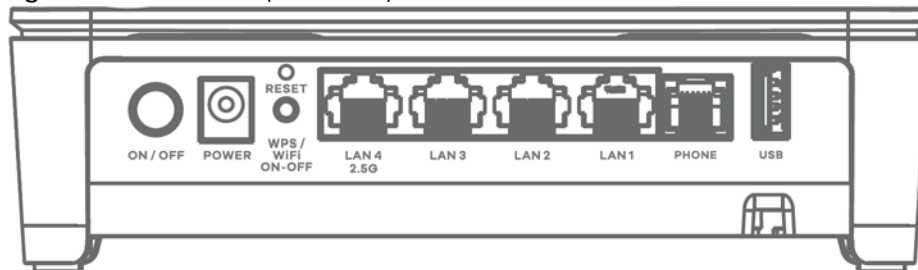 RESET
ON / OFF
POWER
WPS /
WiFi
ON-OFF
LAN 4
2.5G
LAN 3
LAN 2
LAN 1
PHONE
USB